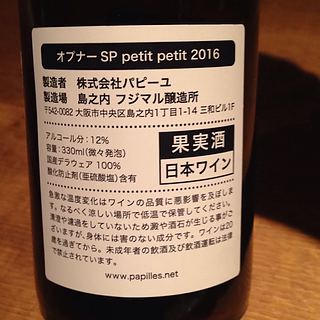 オプナー SP petit petit 2016
製造者 株式会社パピーユ
製造場 島之内 フジマル醸造所
〒542-0082 大阪市中央区島之内1丁目1-14 三和ビル1F
アルコール分：12%
容量：330ml（微々発泡）
国産デラウェア 100%
酸化防止剤（亜硫酸塩）含有
果実酒
日本ワイン
急激な温度変化はワインの品質に悪影響を及ぼしま
す。なるべく涼しい場所で低温で保管してください。
清澄や濾過をしていないため澱や酒石が生じる事がご
ざいますが、身体には害のない成分です。ワインは20
歳を過ぎてから。未成年者の飲酒及び飲酒運転は法律
で禁止されています。
www.papilles.net